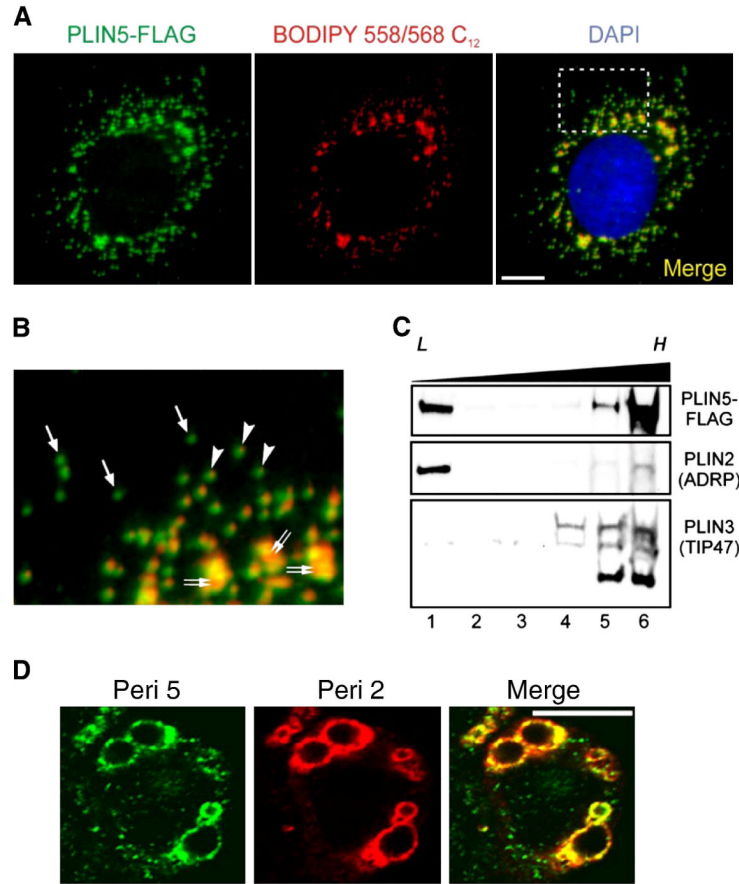 A
PLIN5-FLAG BODIPY 558/568 C₁₂ DAPI
Merge
B
C
L H
PLIN5-
FLAG
PLIN2
(ADRP)
PLIN3
(TIP47)
1 2 3 4 5 6
D
Peri 5 Peri 2 Merge